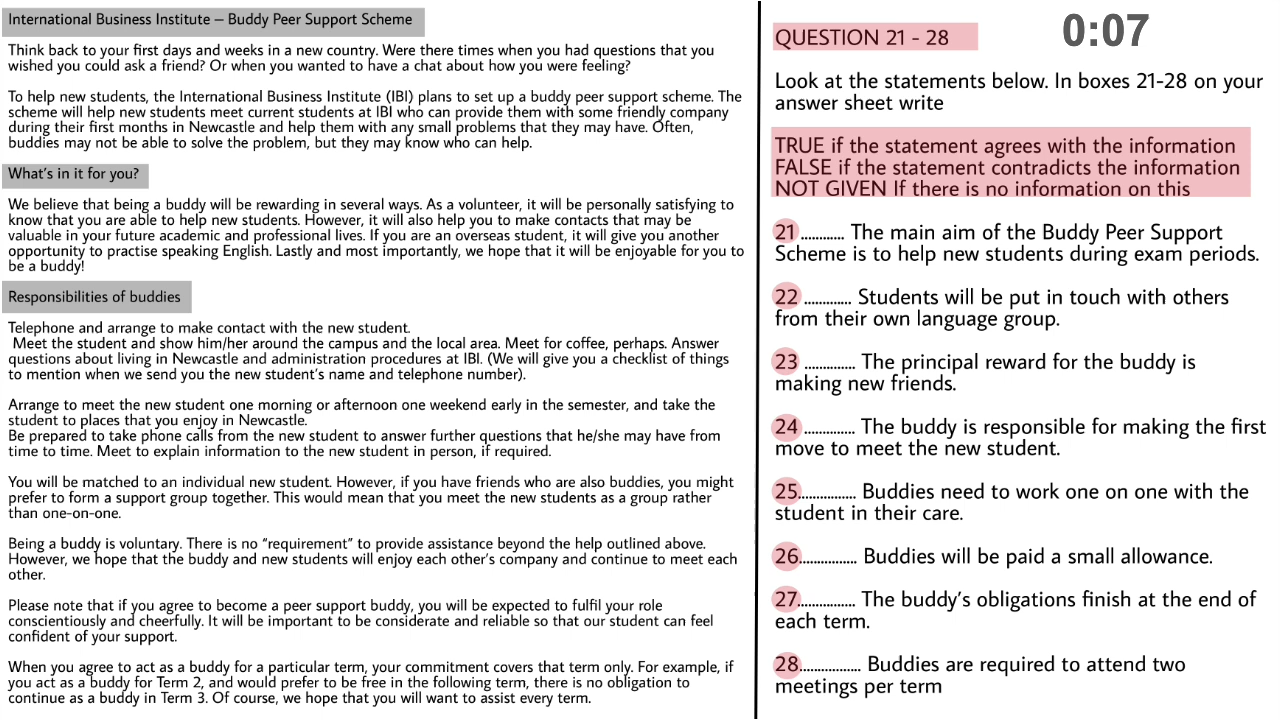 International Business Institute – Buddy Peer Support Scheme
Think back to your first days and weeks in a new country. Were there times when you had questions that you
wished you could ask a friend? Or when you wanted to have a chat about how you were feeling?
To help new students, the International Business Institute (IBI) plans to set up a buddy peer support scheme. The
scheme will help new students meet current students at IBI who can provide them with some friendly company
during their first months in Newcastle and help them with any small problems that they may have. Often,
buddies may not be able to solve the problem, but they may know who can help.
What's in it for you?
We believe that being a buddy will be rewarding in several ways. As a volunteer, it will be personally satisfying to
know that you are able to help new students. However, it will also help you to make contacts that may be
valuable in your future academic and professional lives. If you are an overseas student, it will give you another
opportunity to practise speaking English. Lastly and most importantly, we hope that it will be enjoyable for you to
be a buddy!
Responsibilities of buddies
Telephone and arrange to make contact with the new student.
Meet the student and show him/her around the campus and the local area. Meet for coffee, perhaps. Answer
questions about living in Newcastle and administration procedures at IBI. (We will give you a checklist of things
to mention when we send you the new student's name and telephone number).
Arrange to meet the new student one morning or afternoon one weekend early in the semester, and take the
student to places that you enjoy in Newcastle.
Be prepared to take phone calls from the new student to answer further questions that he/she may have from
time to time. Meet to explain information to the new student in person, if required.
You will be matched to an individual new student. However, if you have friends who are also buddies, you might
prefer to form a support group together. This would mean that you meet the new students as a group rather
than one-on-one.
Being a buddy is voluntary. There is no "requirement" to provide assistance beyond the help outlined above.
However, we hope that the buddy and new students will enjoy each other's company and continue to meet each
other.
Please note that if you agree to become a peer support buddy, you will be expected to fulfil your role
conscientiously and cheerfully. It will be important to be considerate and reliable so that our student can feel
confident of your support.
When you agree to act as a buddy for a particular term, your commitment covers that term only. For example, if
you act as a buddy for Term 2, and would prefer to be free in the following term, there is no obligation to
continue as a buddy in Term 3. Of course, we hope that you will want to assist every term.
QUESTION 21 - 28
0:07
Look at the statements below. In boxes 21-28 on your
answer sheet write
TRUE if the statement agrees with the information
FALSE if the statement contradicts the information
NOT GIVEN If there is no information on this
21 ............ The main aim of the Buddy Peer Support
Scheme is to help new students during exam periods.
22 ............. Students will be put in touch with others
from their own language group.
23 .............. The principal reward for the buddy is
making new friends.
24 .............. The buddy is responsible for making the first
move to meet the new student.
25................ Buddies need to work one on one with the
student in their care.
26................ Buddies will be paid a small allowance.
27................ The buddy's obligations finish at the end of
each term.
28................. Buddies are required to attend two
meetings per term